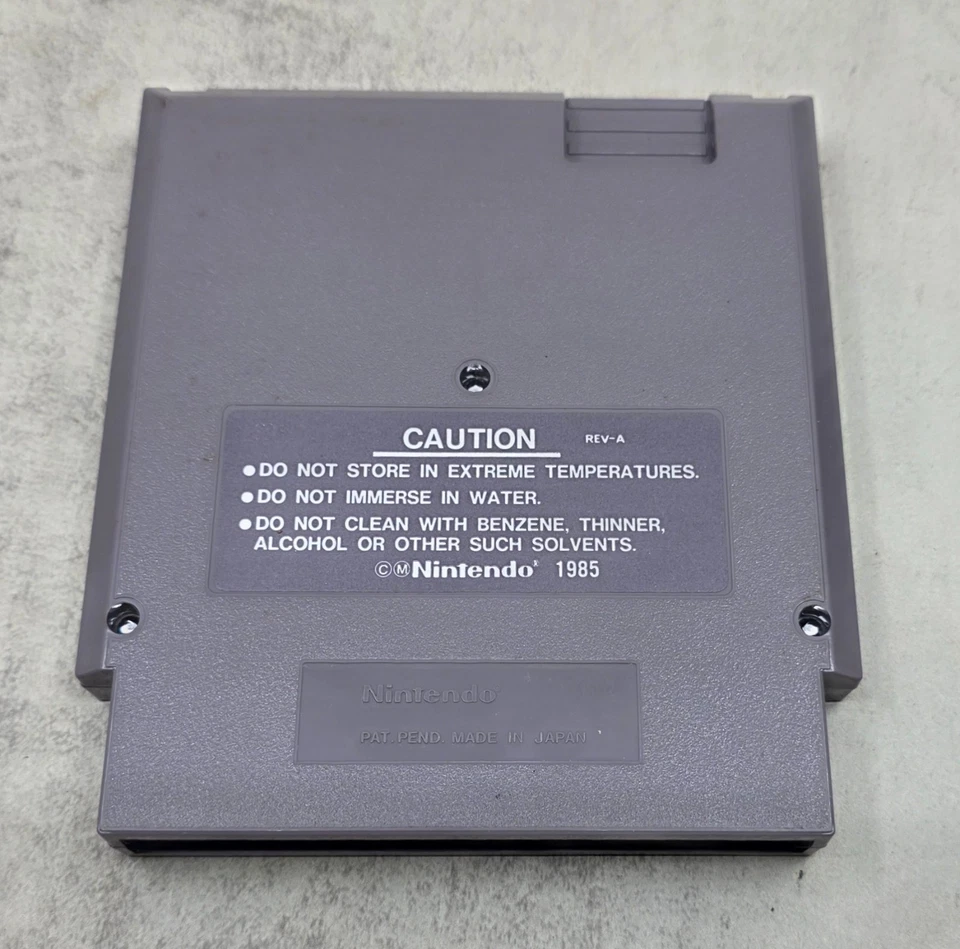 CAUTION REV-A
●DO NOT STORE IN EXTREME TEMPERATURES.
●DO NOT IMMERSE IN WATER.
●DO NOT CLEAN WITH BENZENE, THINNER,
ALCOHOL OR OTHER SUCH SOLVENTS.
©Ⓜ Nintendo® 1985
Nintendo
PAT. PEND. MADE IN JAPAN